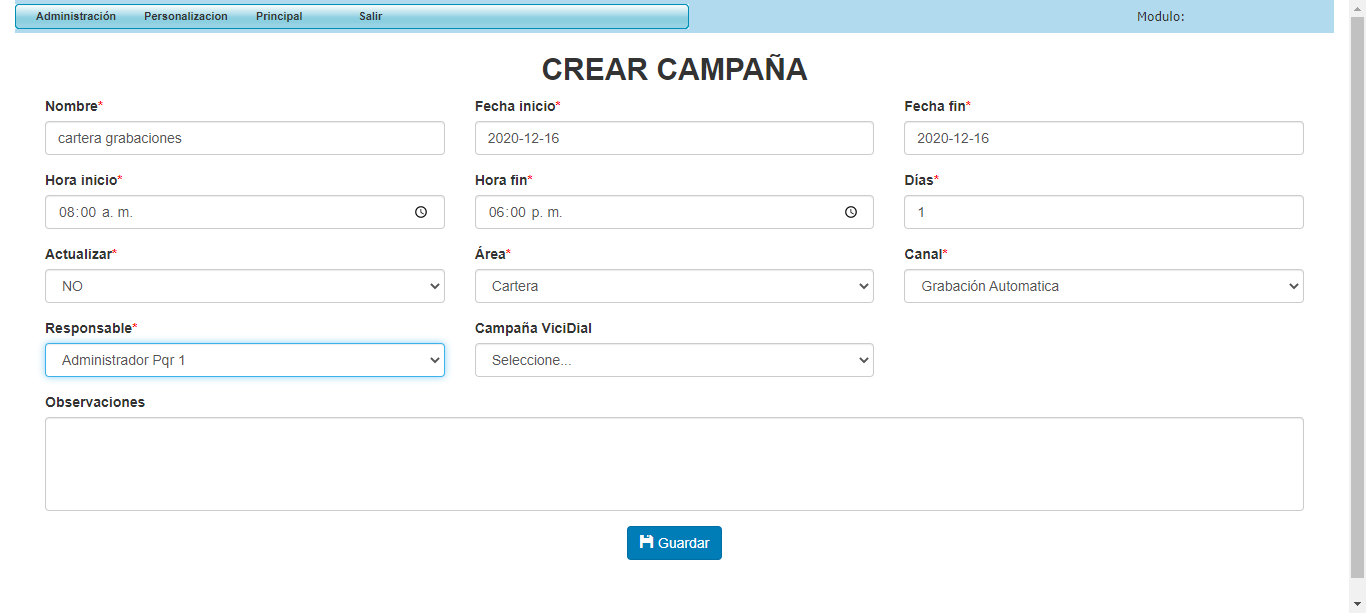 Administración Personalizacion Principal Salir Modulo:
CREAR CAMPAÑA
Nombre* Fecha inicio* Fecha fin*
cartera grabaciones 2020-12-16 2020-12-16
Hora inicio* Hora fin* Días*
08:00 a. m. 06:00 p. m. 1
Actualizar* Área* Canal*
NO Cartera Grabación Automatica
Responsable* Campaña ViciDial
Administrador Pqr 1 Seleccione...
Observaciones
Guardar